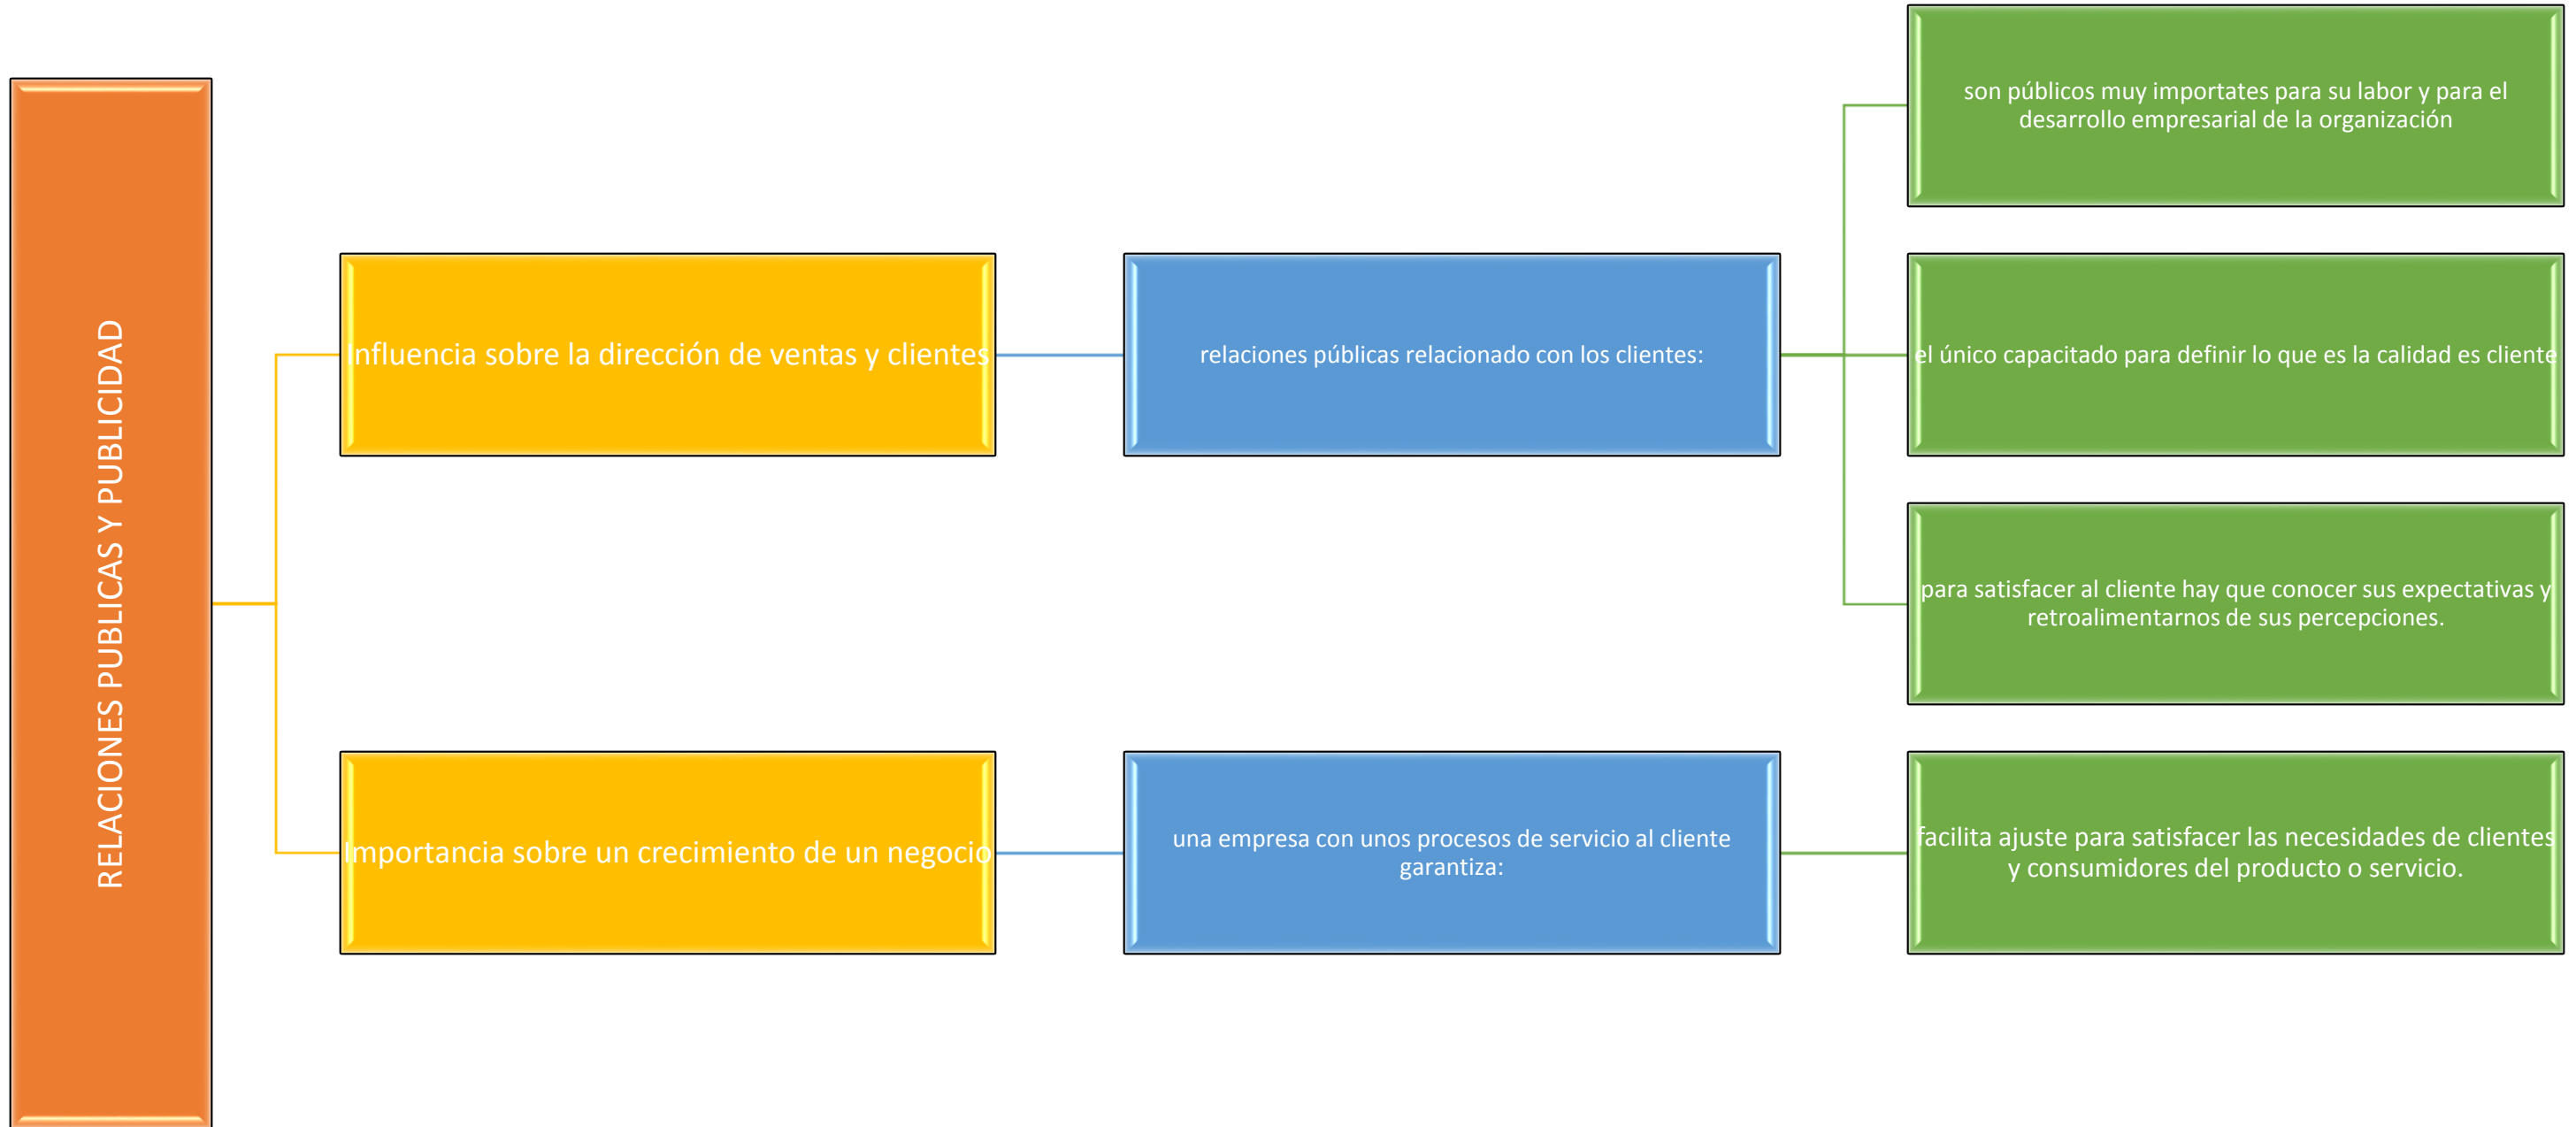 RELACIONES PUBLICAS Y PUBLICIDAD
Influencia sobre la dirección de ventas y clientes
relaciones públicas relacionado con los clientes:
son públicos muy importates para su labor y para el
desarrollo empresarial de la organización
el único capacitado para definir lo que es la calidad es cliente
para satisfacer al cliente hay que conocer sus expectativas y
retroalimentarnos de sus percepciones.
Importancia sobre un crecimiento de un negocio
una empresa con unos procesos de servicio al cliente
garantiza:
facilita ajuste para satisfacer las necesidades de clientes
y consumidores del producto o servicio.